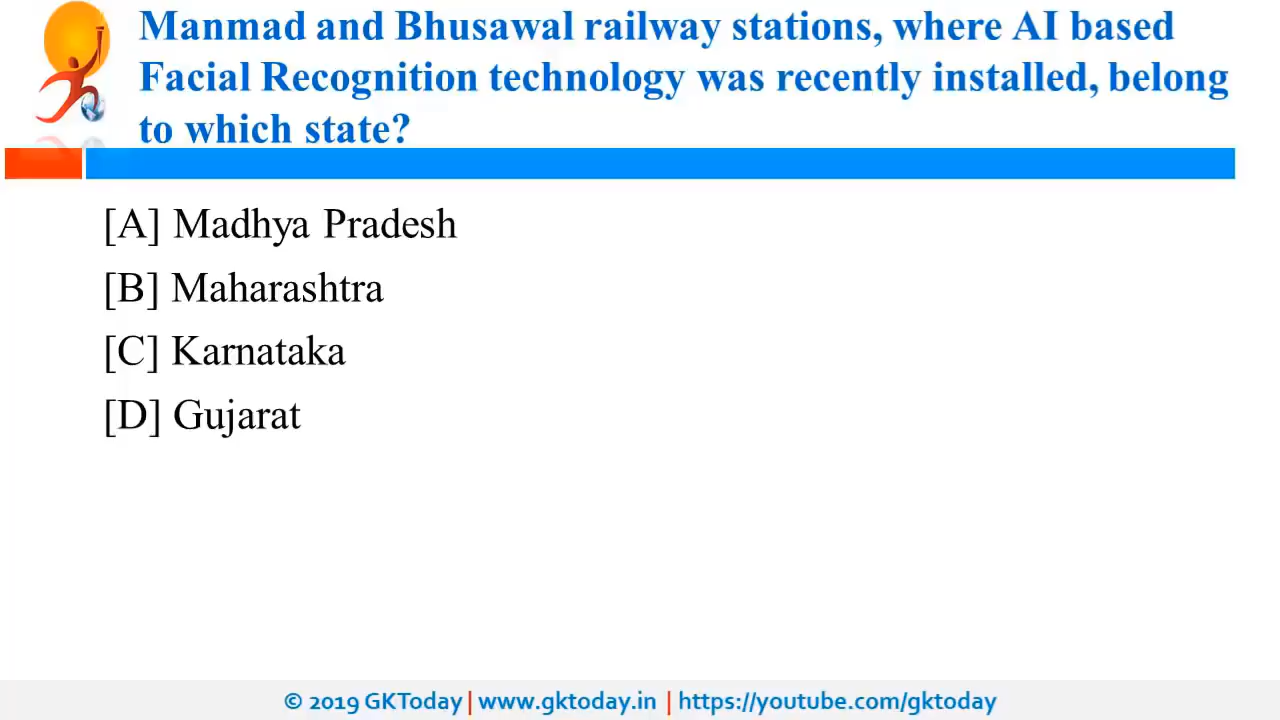 Manmad and Bhusawal railway stations, where AI based
Facial Recognition technology was recently installed, belong
to which state?
[A] Madhya Pradesh
[B] Maharashtra
[C] Karnataka
[D] Gujarat
© 2019 GKToday | www.gktoday.in | https://youtube.com/gktoday